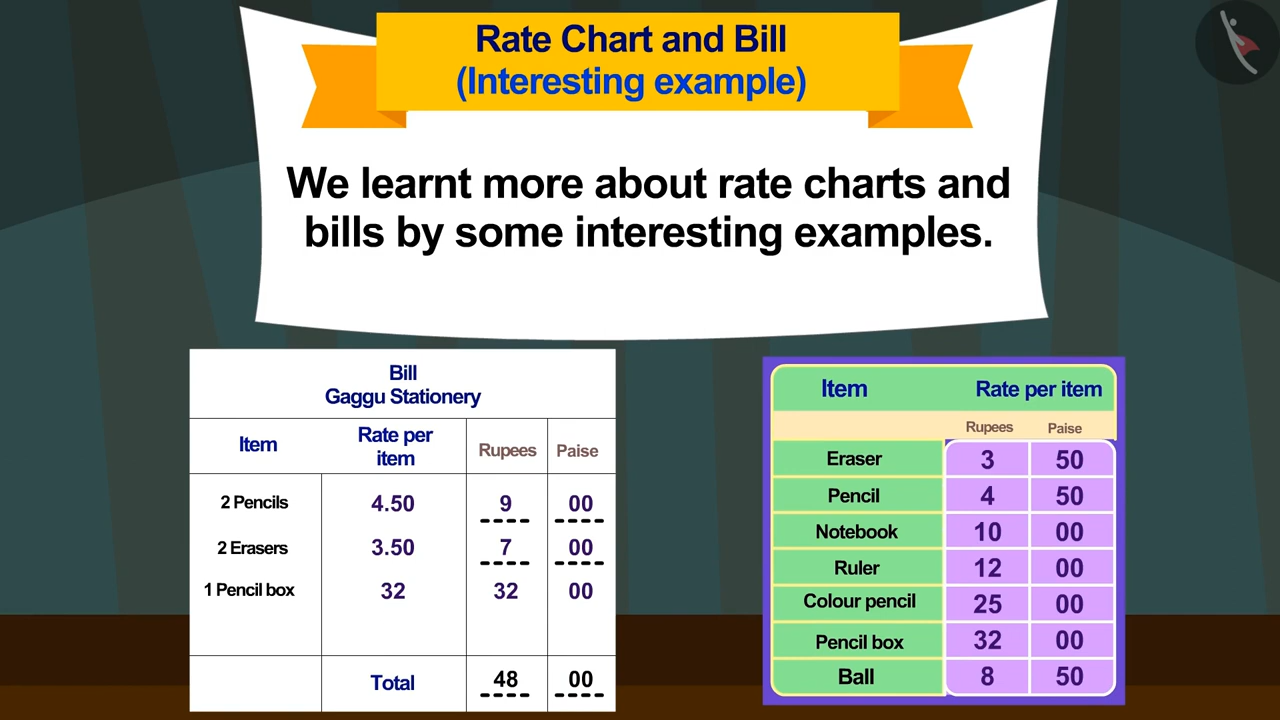 Rate Chart and Bill
(Interesting example)
We learnt more about rate charts and
bills by some interesting examples.
Bill
Gaggu Stationery
Item Rate per item Rupees Paise
2 Pencils 4.50 9 00
2 Erasers 3.50 7 00
1 Pencil box 32 32 00
Total 48 00
Item Rate per item
Rupees Paise
Eraser 3 50
Pencil 4 50
Notebook 10 00
Ruler 12 00
Colour pencil 25 00
Pencil box 32 00
Ball 8 50